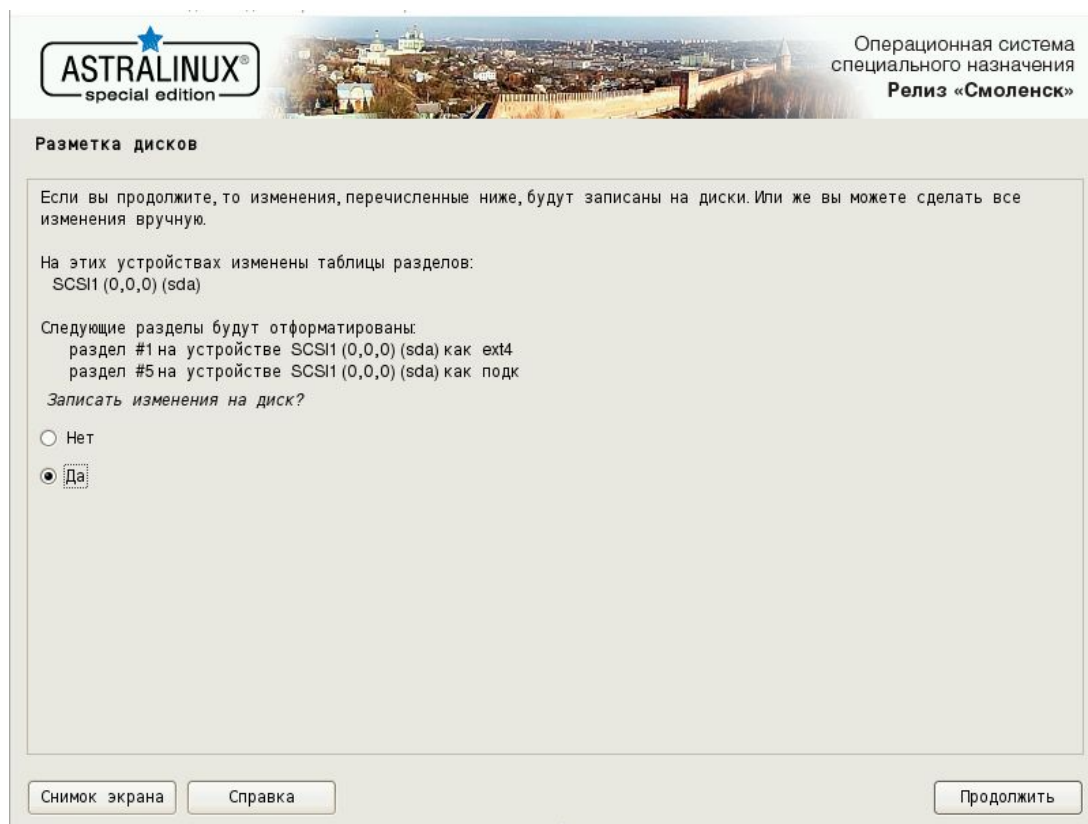 ASTRALINUX®
special edition
Операционная система
специального назначения
Релиз «Смоленск»
Разметка дисков
Если вы продолжите, то изменения, перечисленные ниже, будут записаны на диски. Или же вы можете сделать все
изменения вручную.
На этих устройствах изменены таблицы разделов:
SCSI1 (0,0,0) (sda)
Следующие разделы будут отформатированы:
раздел #1 на устройстве SCSI1 (0,0,0) (sda) как ext4
раздел #5 на устройстве SCSI1 (0,0,0) (sda) как подк
Записать изменения на диск?
Нет
Да
Снимок экрана
Справка
Продолжить